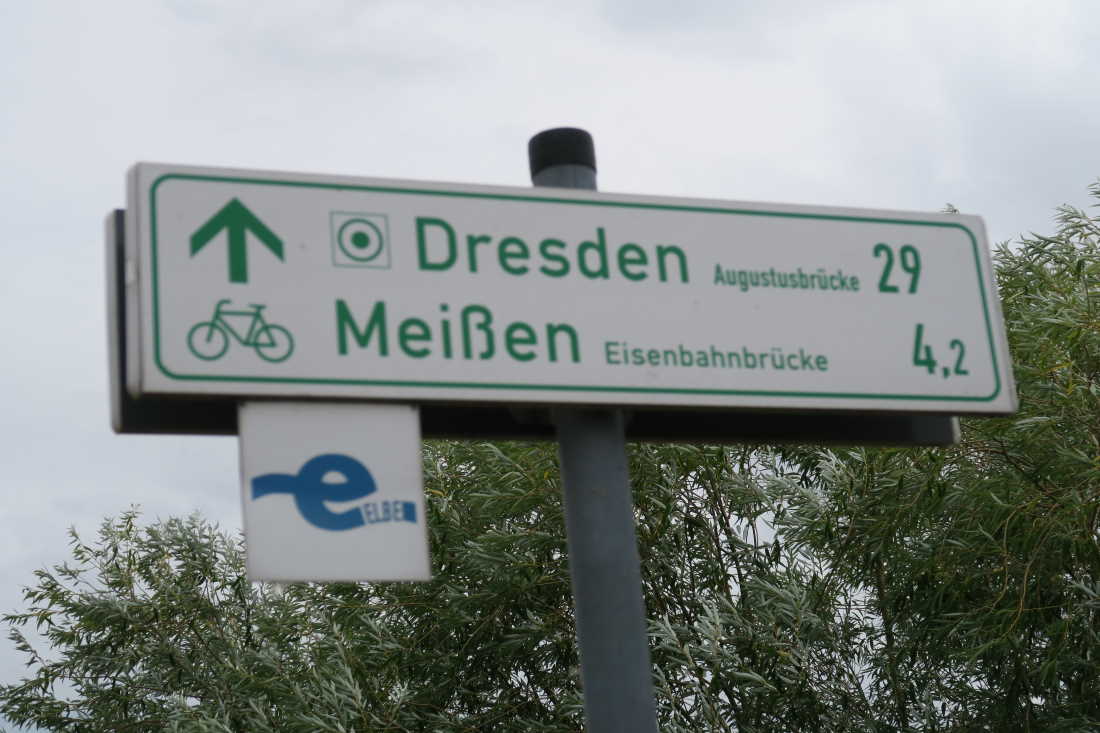 Dresden Augustusbrücke 29
Meißen Eisenbahnbrücke 4,2
e ELBE